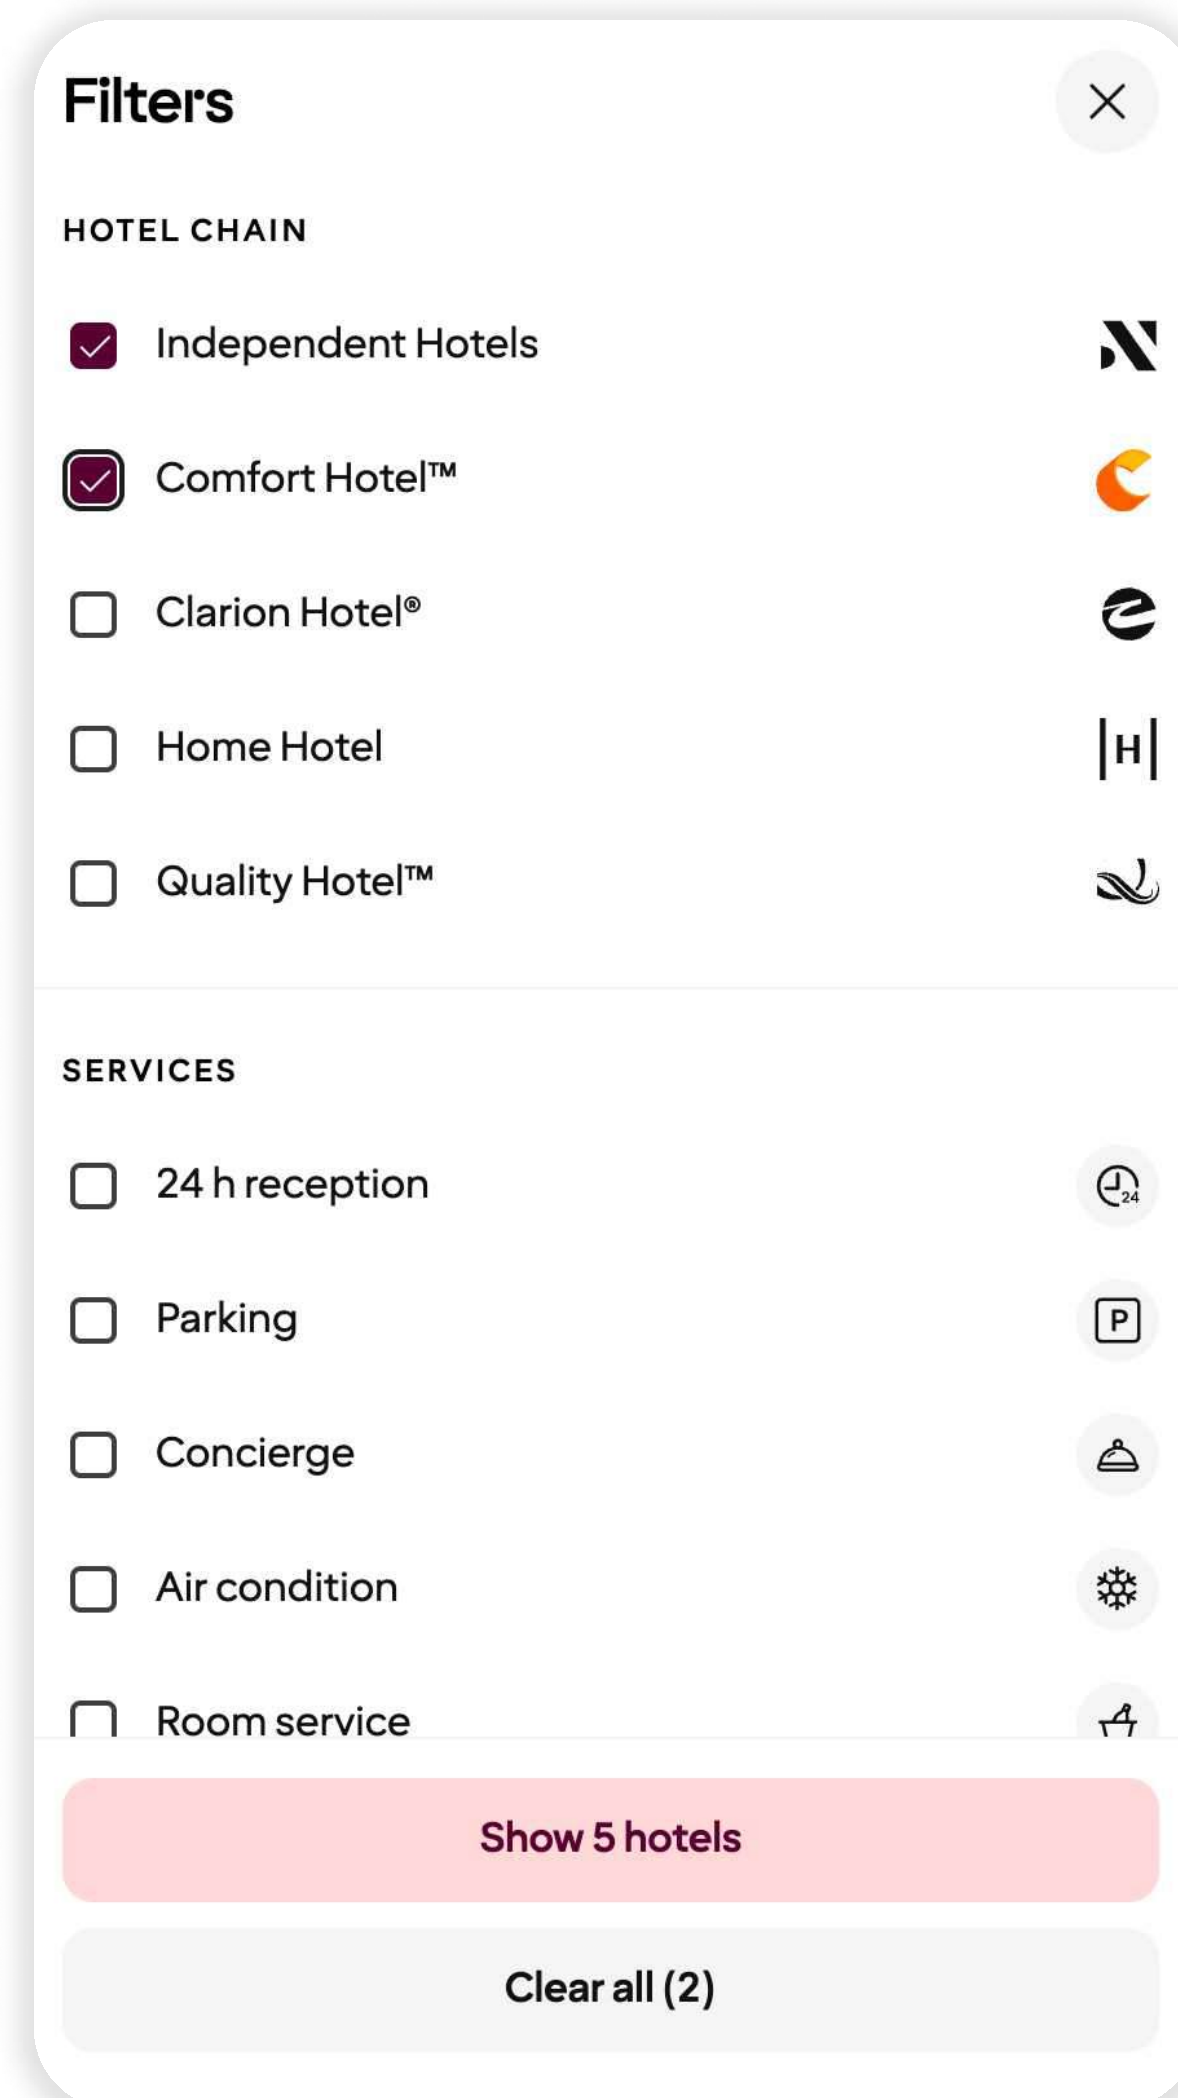 Filters
HOTEL CHAIN
Independent Hotels
Comfort Hotel™
Clarion Hotel®
Home Hotel
H
Quality Hotel™
SERVICES
24 h reception
24
Parking
P
Concierge
Air condition
Room service
Show 5 hotels
Clear all (2)